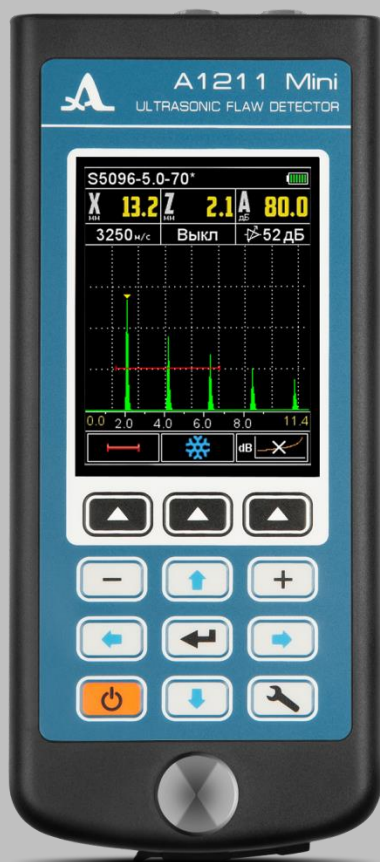 A1211 Mini
ULTRASONIC FLAW DETECTOR
S5096-5.0-70*
X мм 13.2 Z мм 2.1 A дБ 80.0
3250 м/с Выкл 52 дБ
0.0 2.0 4.0 6.0 8.0 11.4
dB
− +